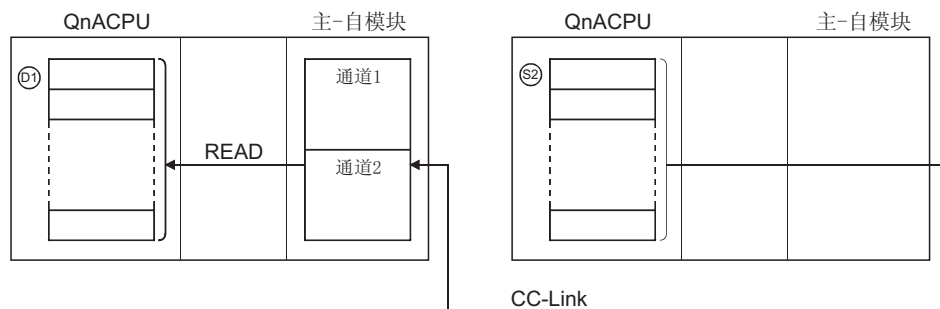 QnACPU
主-自模块
D1
通道1
READ
通道2
QnACPU
主-自模块
S2
CC-Link